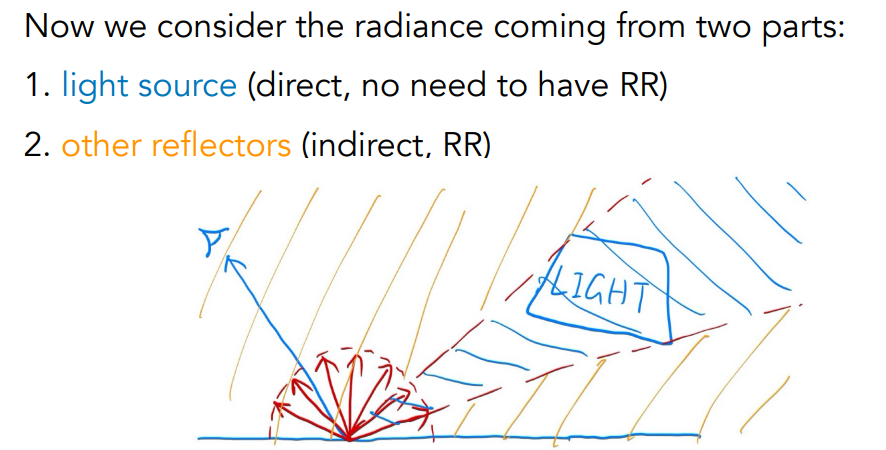 Now we consider the radiance coming from two parts:
1. light source (direct, no need to have RR)
2. other reflectors (indirect, RR)
LIGHT